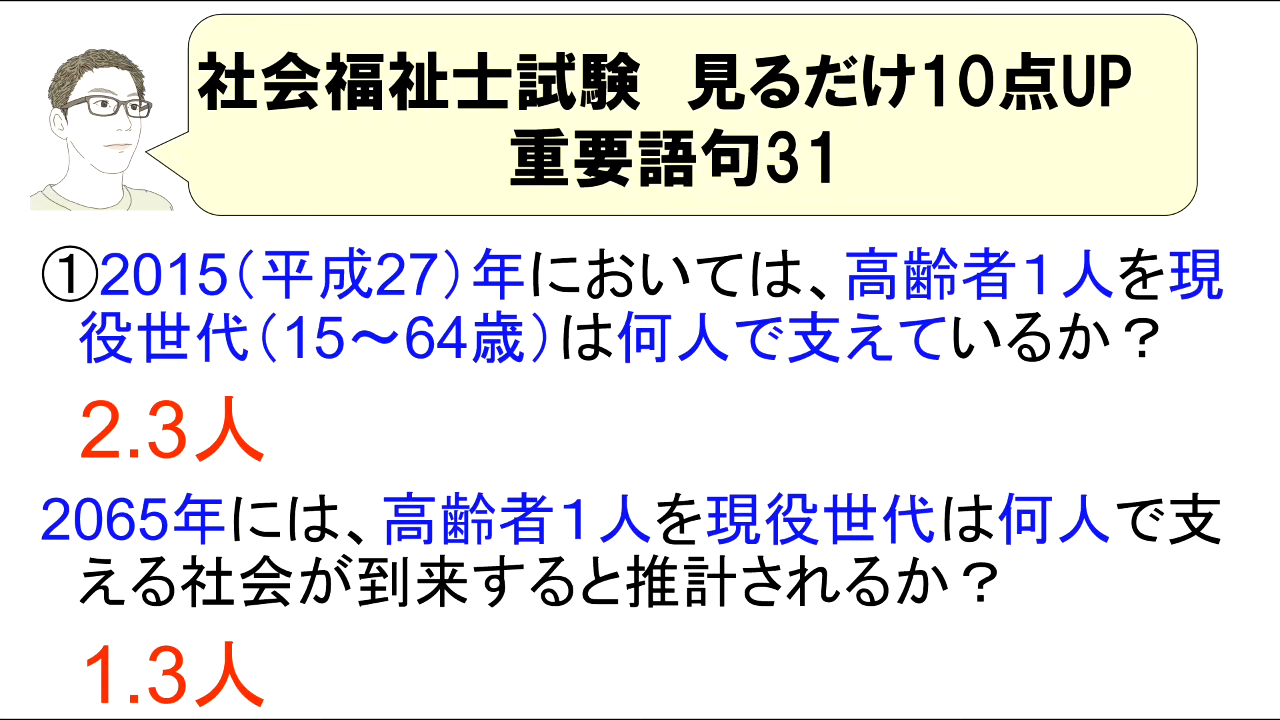 社会福祉士試験　見るだけ10点UP
重要語句31
①2015（平成27）年においては、高齢者１人を現
役世代（15～64歳）は何人で支えているか？
2.3人
2065年には、高齢者１人を現役世代は何人で支
える社会が到来すると推計されるか？
1.3人